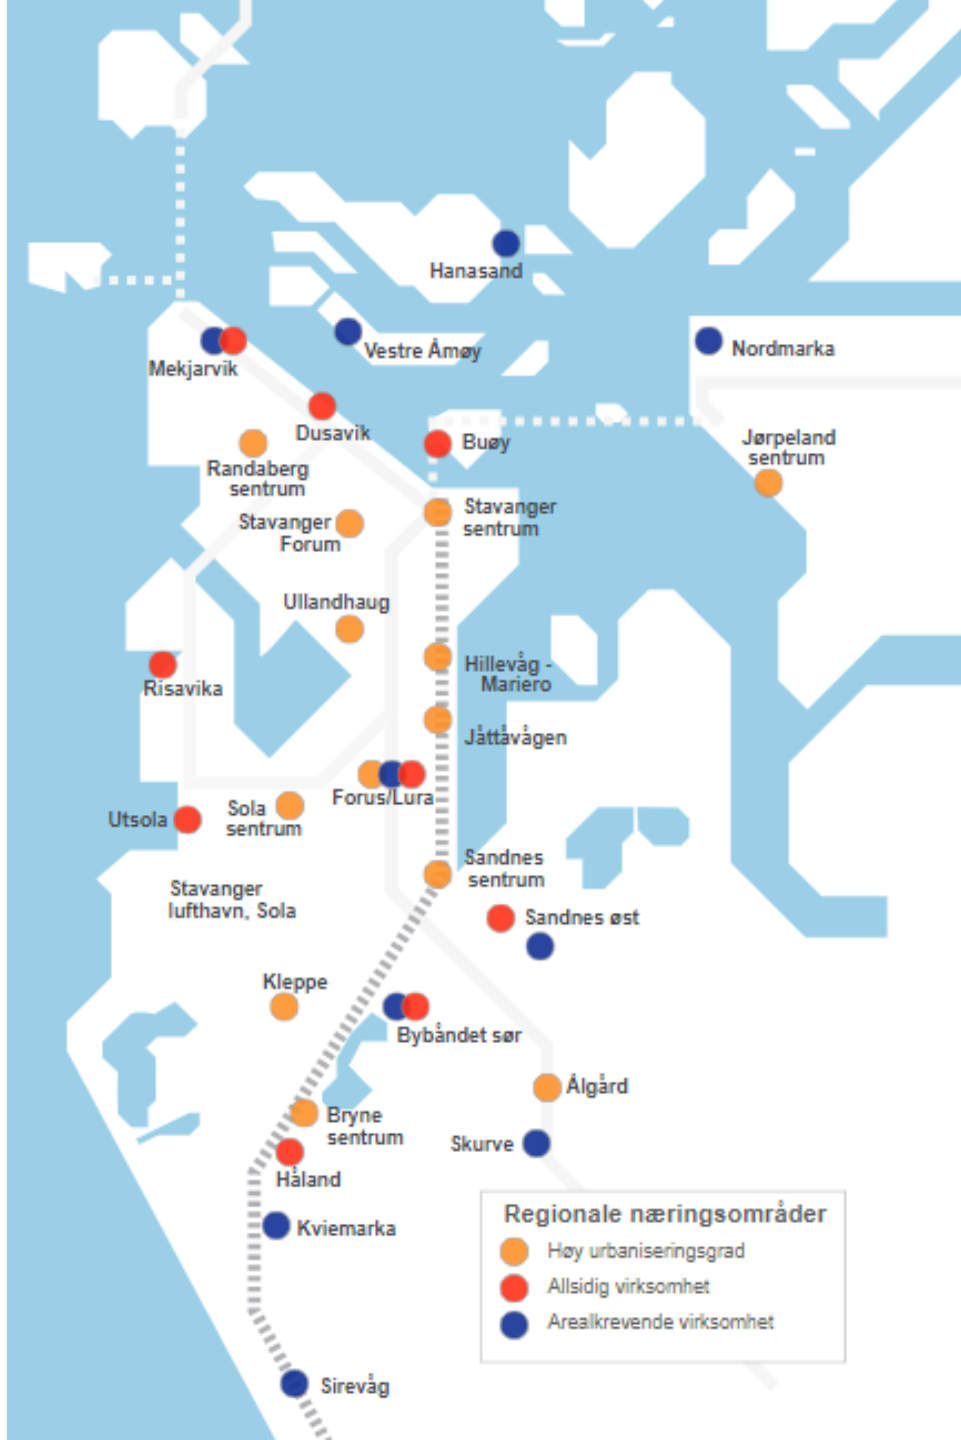 Hanasand
Vestre Åmøy
Nordmarka
Mekjarvik
Dusavik
Buøy
Jørpeland
sentrum
Randaberg
sentrum
Stavanger
sentrum
Stavanger
Forum
Ullandhaug
Hillevåg -
Mariero
Risavika
Jåttåvågen
Forus/Lura
Utsola
Sola
sentrum
Sandnes
sentrum
Stavanger
lufthavn, Sola
Sandnes øst
Kleppe
Bybåndet sør
Ålgård
Bryne
sentrum
Skurve
Håland
Kviemarka
Regionale næringsområder
Høy urbaniseringsgrad
Allsidig virksomhet
Arealkrevende virksomhet
Sirevåg